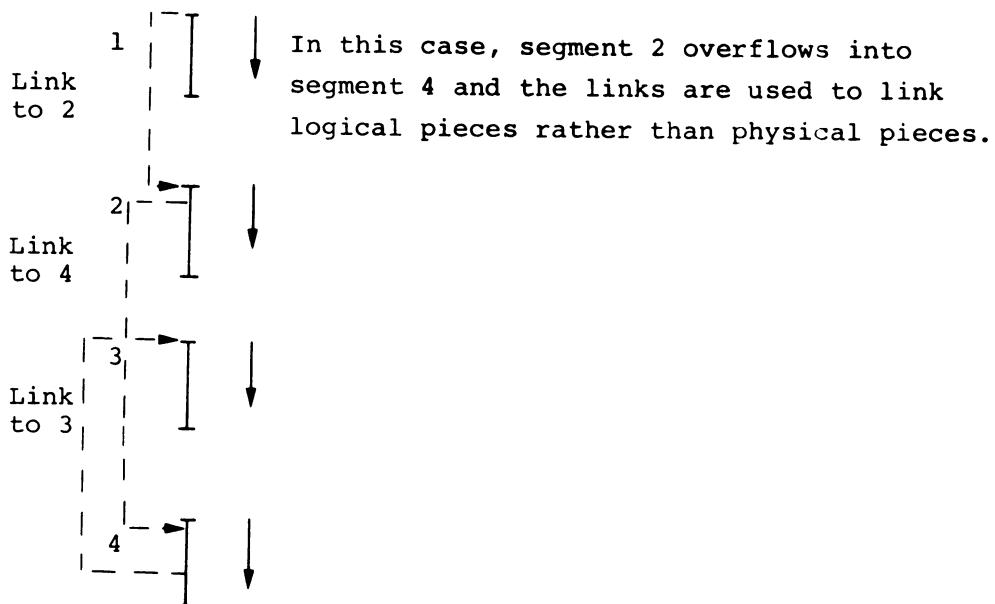 1
Link
to 2
In this case, segment 2 overflows into
segment 4 and the links are used to link
logical pieces rather than physical pieces.
2
Link
to 4
3
Link
to 3
4